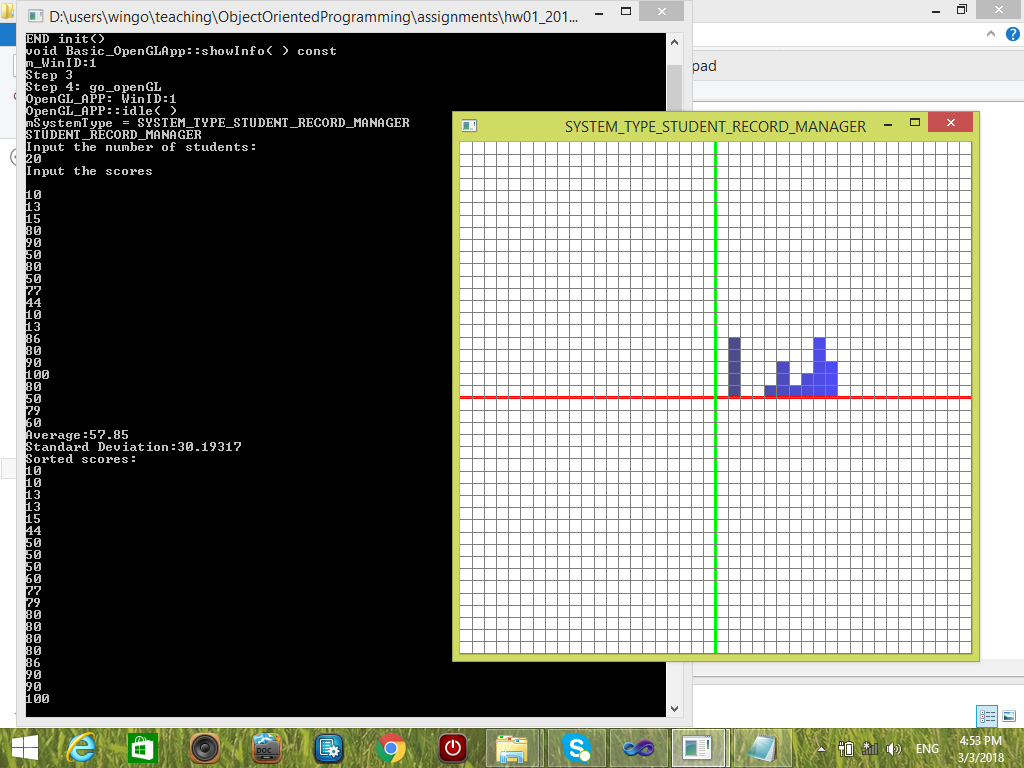 D:\users\wingo\teaching\ObjectOrientedProgramming\assignments\hw01_201...
END init()
void Basic_OpenGLApp::showInfo( ) const
m_WinID:1
Step 3
Step 4: go_openGL
OpenGL_APP: WinID:1
OpenGL_APP::idle( )
mSystemType = SYSTEM_TYPE_STUDENT_RECORD_MANAGER
STUDENT_RECORD_MANAGER
Input the number of students:
20
Input the scores
10
13
15
80
90
50
80
50
77
44
10
13
86
80
90
100
80
50
79
60
Average:57.85
Standard Deviation:30.19317
Sorted scores:
10
10
13
13
15
44
50
50
50
60
77
79
80
80
80
80
86
90
90
100
pad
SYSTEM_TYPE_STUDENT_RECORD_MANAGER
DOC
ENG
4:53 PM
3/3/2018